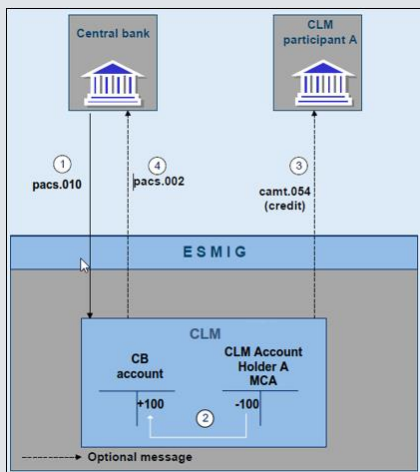 Central bank
CLM
participant A
1
pacs.010
4
pacs.002
3
camt.054
(credit)
ESMIG
CLM
CB
account
CLM Account
Holder A
MCA
+100
2
-100
Optional message